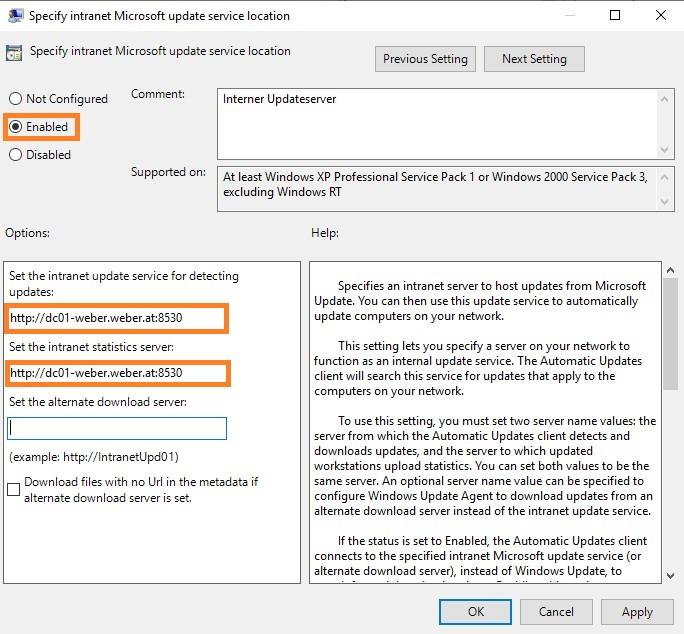 Specify intranet Microsoft update service location
Specify intranet Microsoft update service location
Previous Setting
Next Setting
Not Configured
Enabled
Disabled
Comment:
Interner Updateserver
Supported on:
At least Windows XP Professional Service Pack 1 or Windows 2000 Service Pack 3,
excluding Windows RT
Options:
Help:
Set the intranet update service for detecting
updates:
http://dc01-weber.weber.at:8530
Set the intranet statistics server:
http://dc01-weber.weber.at:8530
Set the alternate download server:
(example: http://IntranetUpd01)
Download files with no Url in the metadata if
alternate download server is set.
Specifies an intranet server to host updates from Microsoft
Update. You can then use this update service to automatically
update computers on your network.
This setting lets you specify a server on your network to
function as an internal update service. The Automatic Updates
client will search this service for updates that apply to the
computers on your network.
To use this setting, you must set two server name values: the
server from which the Automatic Updates client detects and
downloads updates, and the server to which updated
workstations upload statistics. You can set both values to be the
same server. An optional server name value can be specified to
configure Windows Update Agent to download updates from an
alternate download server instead of the intranet update service.
If the status is set to Enabled, the Automatic Updates client
connects to the specified intranet Microsoft update service (or
alternate download server), instead of Windows Update, to
OK
Cancel
Apply